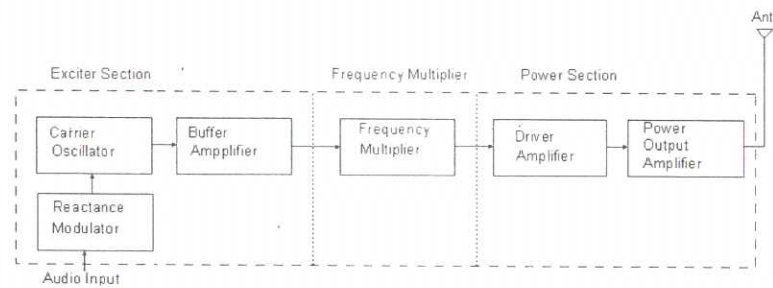 Ant
Exciter Section
Frequency Multiplier
Power Section
Carrier
Oscillator
Buffer
Ampplifier
Frequency
Multiplier
Driver
Amplifier
Power
Output
Amplifier
Reactance
Modulator
Audio Input